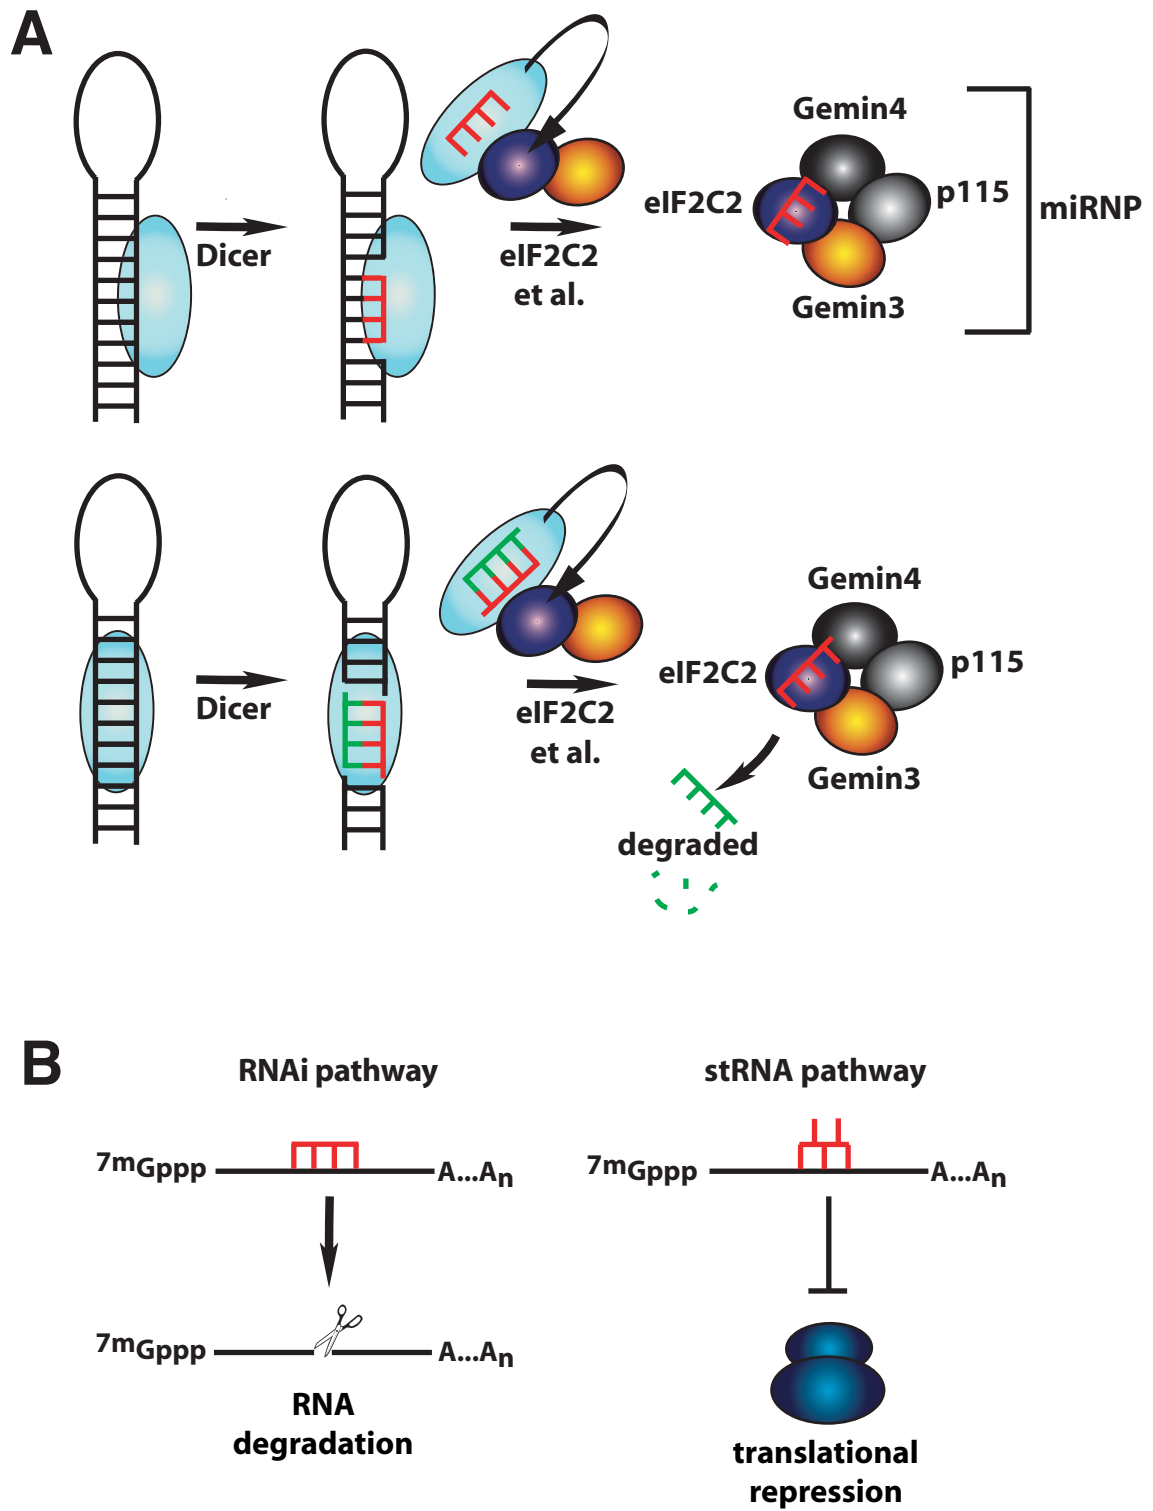 A
Gemin4
eIF2C2
p115
miRNP
Dicer
eIF2C2
et al.
Gemin3
Gemin4
eIF2C2
p115
Dicer
eIF2C2
et al.
Gemin3
degraded
B
RNAi pathway
stRNA pathway
7mGppp
A...An
7mGppp
A...An
7mGppp
A...An
RNA
degradation
translational
repression